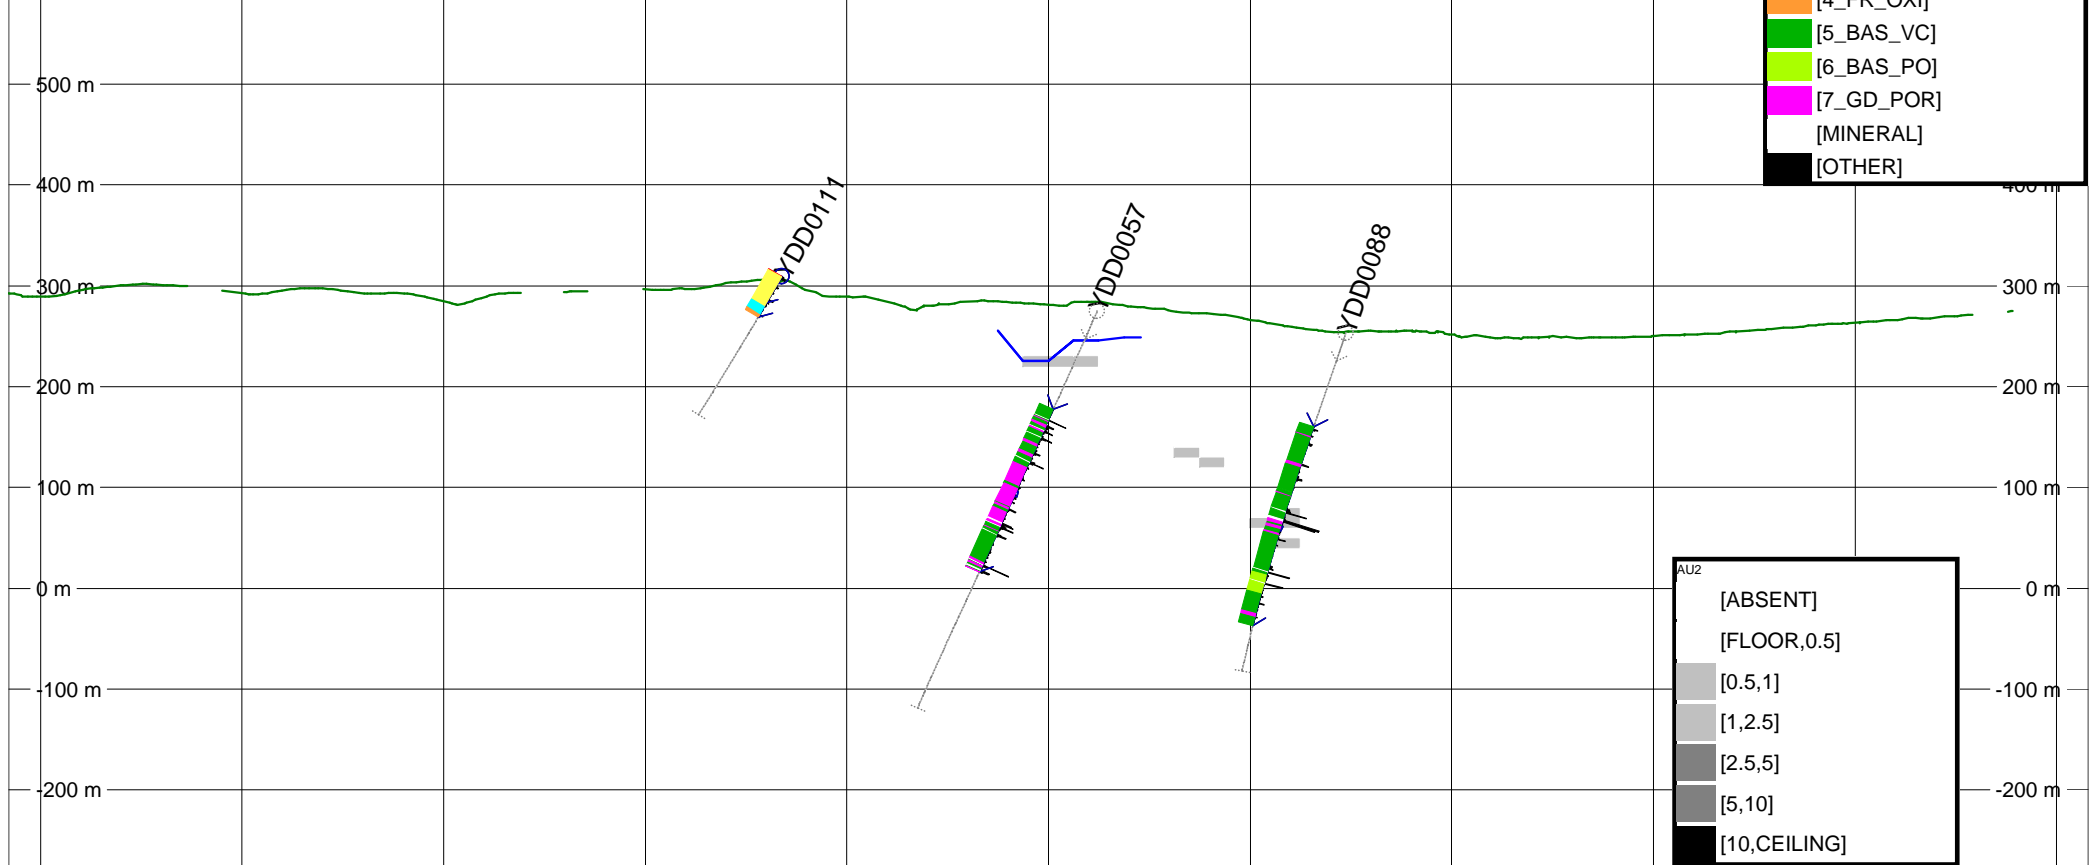 [4_FR_OXI]
[5_BAS_VC]
[6_BAS_PO]
[7_GD_POR]
[MINERAL]
[OTHER]
500 m
400 m
400 m
300 m
300 m
200 m
200 m
100 m
100 m
0 m
0 m
-100 m
-100 m
-200 m
-200 m
YDD0111
YDD0057
YDD0088
AU2
[ABSENT]
[FLOOR,0.5]
[0.5,1]
[1,2.5]
[2.5,5]
[5,10]
[10,CEILING]